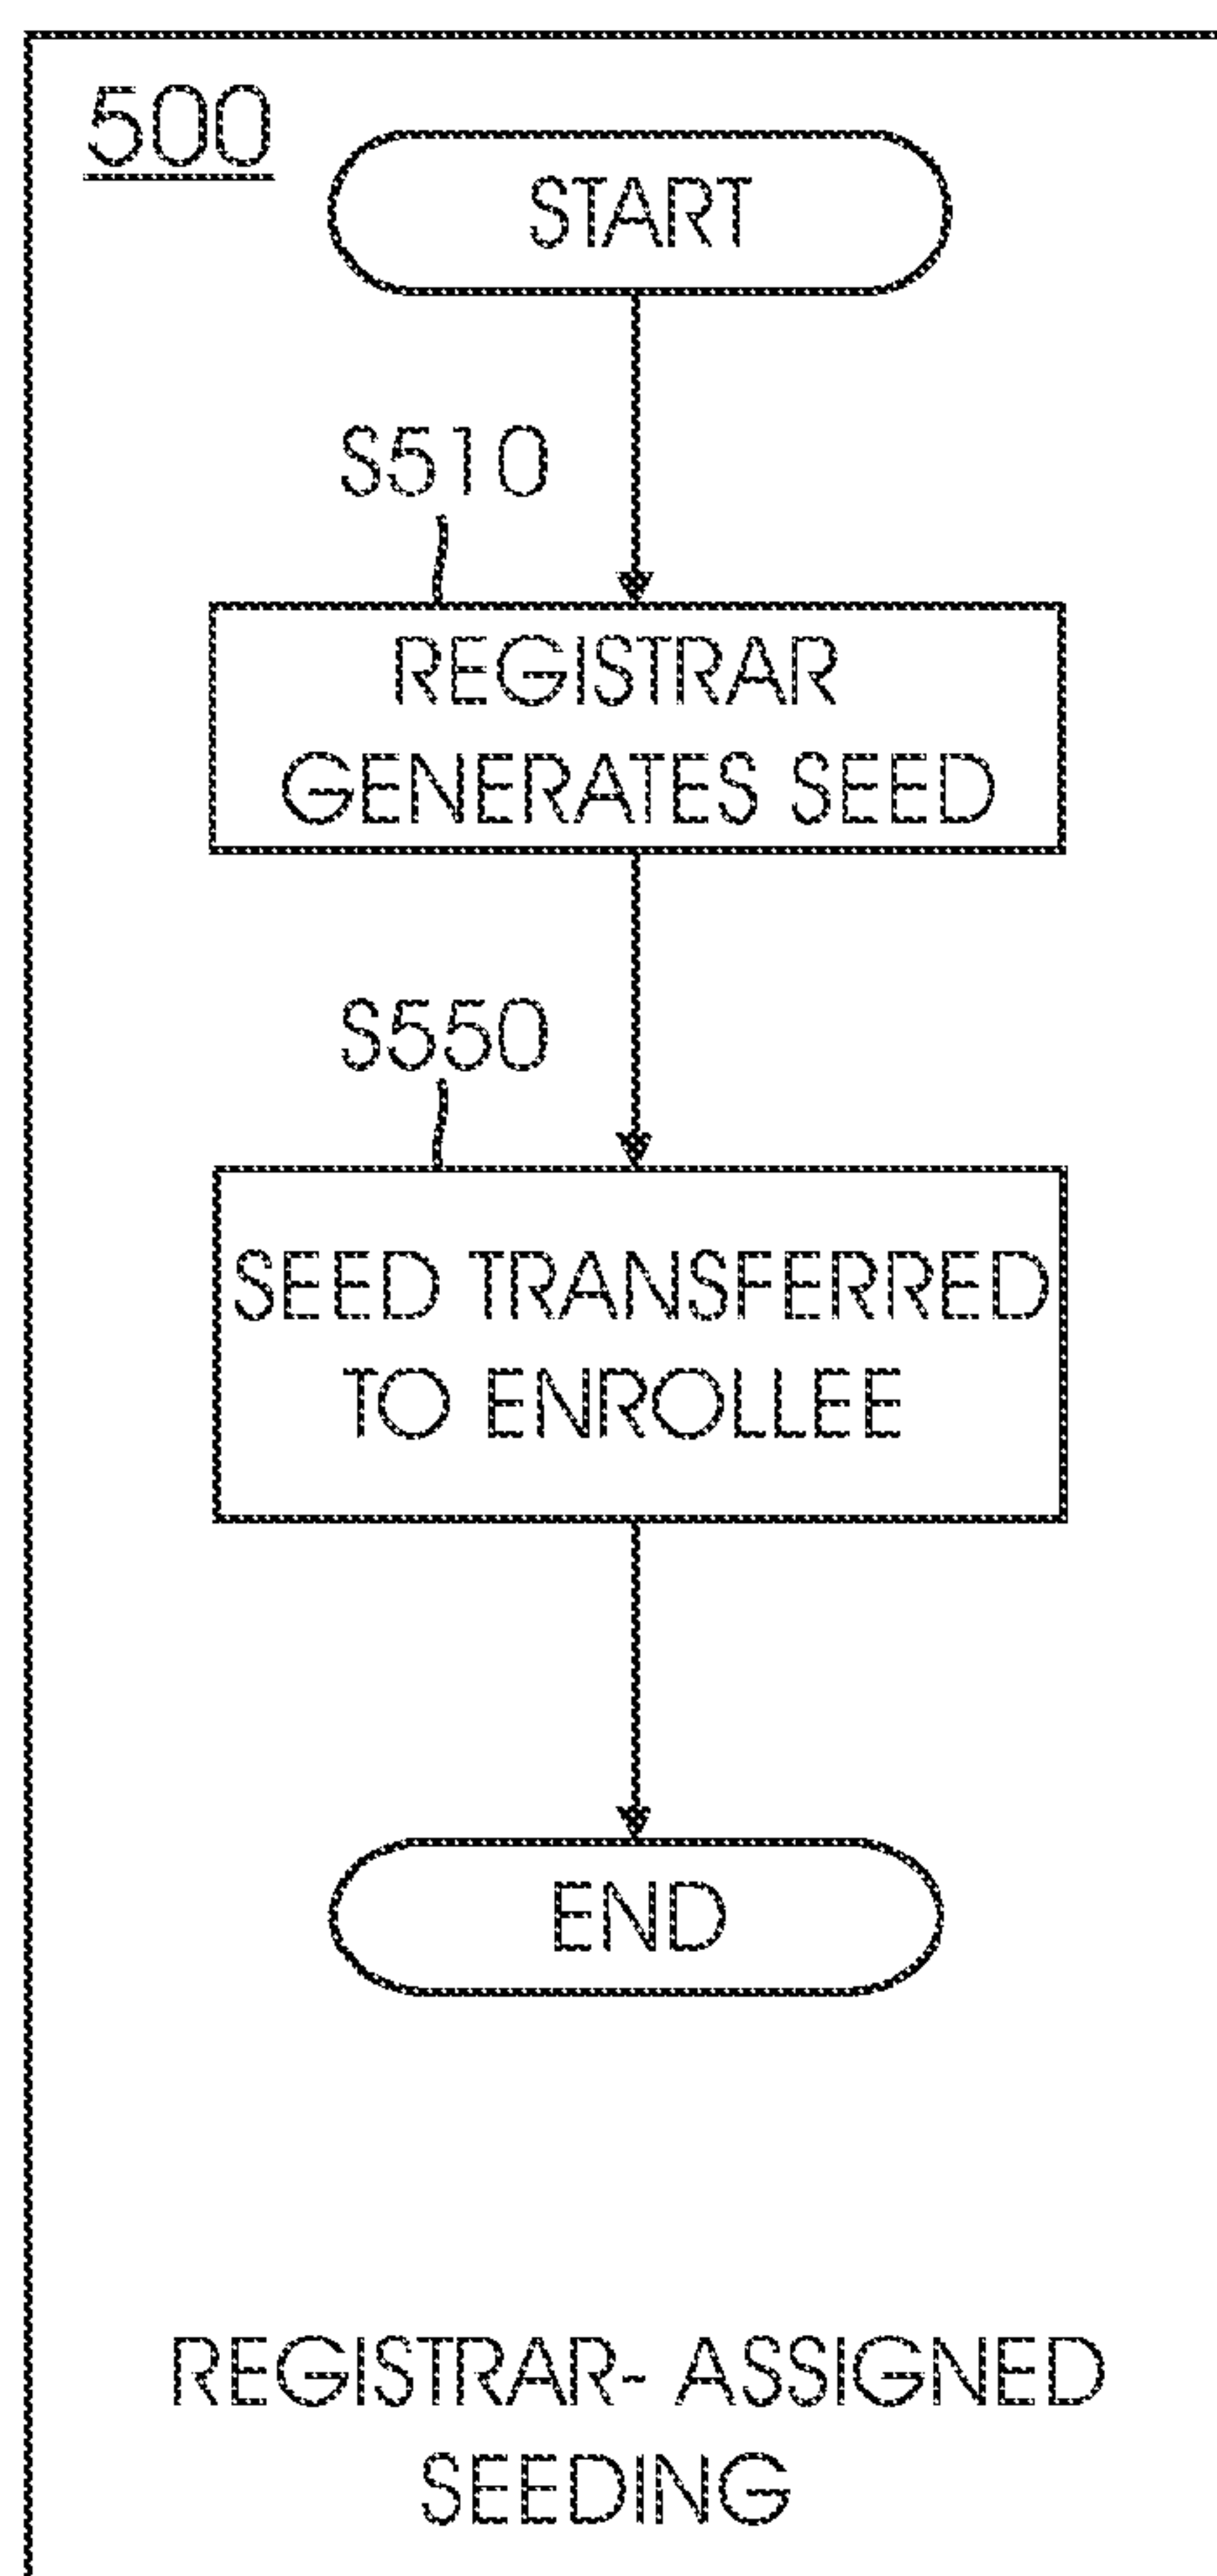 500
START
S510
REGISTRAR
GENERATES SEED
S550
SEED TRANSFERRED
TO ENROLLEE
END
REGISTRAR- ASSIGNED
SEEDING